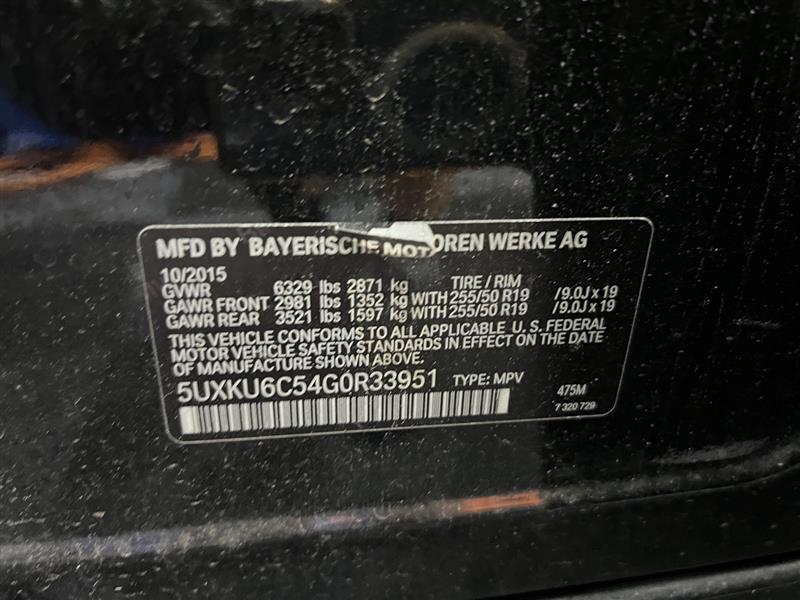 MFD BY BAYERISCHE MOTOREN WERKE AG
10/2015
GVWR 6329 lbs 2871 kg TIRE / RIM
GAWR FRONT 2981 lbs 1352 kg WITH 255/50 R19 /9.0J x 19
GAWR REAR 3521 lbs 1597 kg WITH 255/50 R19 /9.0J x 19
THIS VEHICLE CONFORMS TO ALL APPLICABLE U. S. FEDERAL
MOTOR VEHICLE SAFETY STANDARDS IN EFFECT ON THE DATE
OF MANUFACTURE SHOWN ABOVE.
5UXKU6C54G0R33951 TYPE: MPV 475M
7 320 729